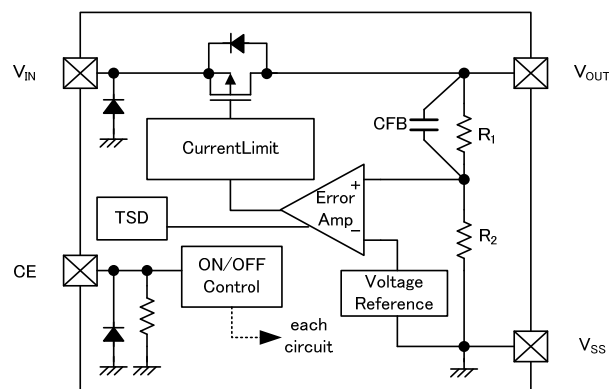 VIN
VOUT
CFB
R1
CurrentLimit
+
Error
Amp
−
TSD
R2
CE
ON/OFF
Control
Voltage
Reference
each
circuit
VSS